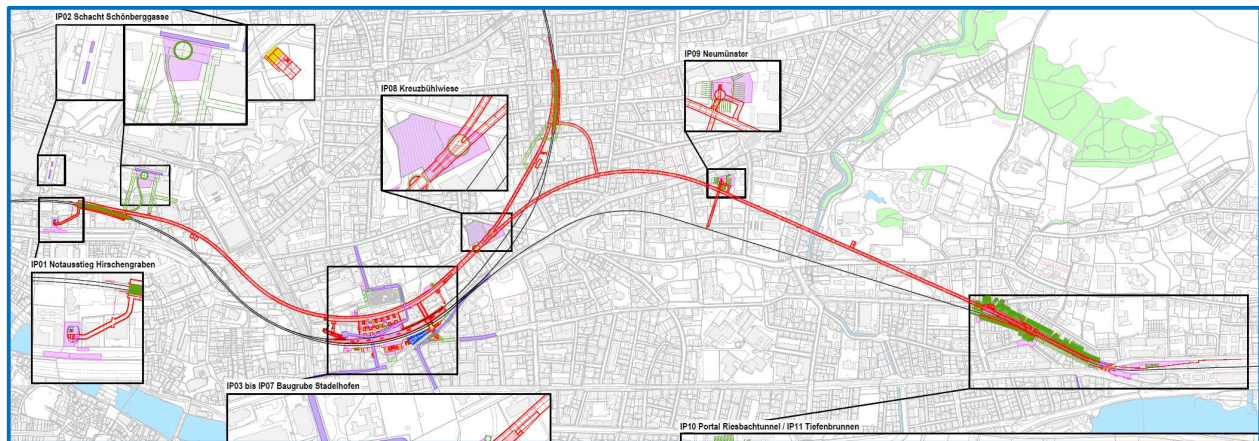 IP02 Schacht Schönberggasse
IP09 Neumünster
IP08 Kreuzbühlwiese
IP01 Notausstieg Hirschengraben
IP03 bis IP07 Baugrube Stadelhofen
IP10 Portal Riesbachtunnel / IP11 Tiefenbrunnen